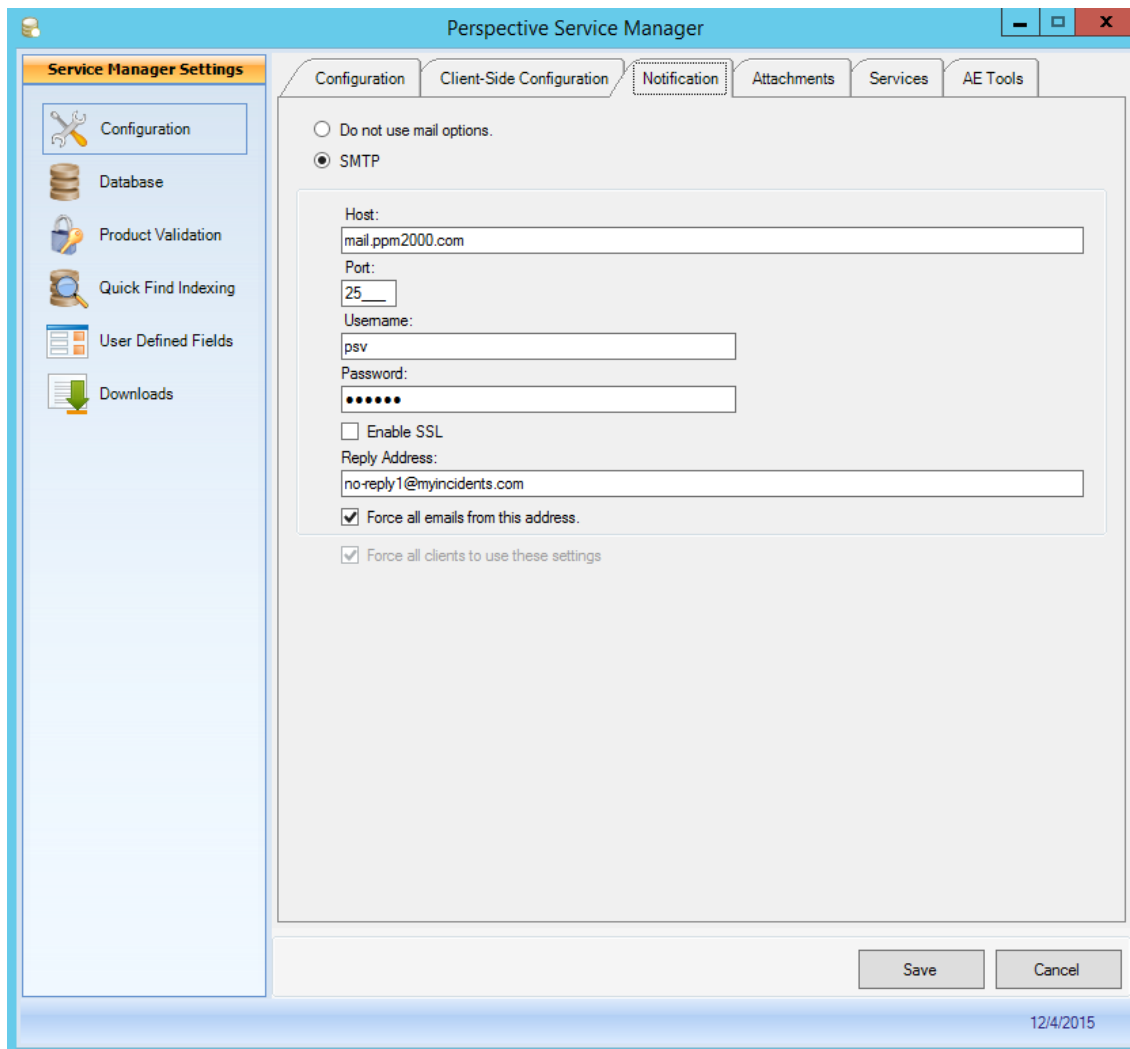 Perspective Service Manager
Service Manager Settings
Configuration
Database
Product Validation
Quick Find Indexing
User Defined Fields
Downloads
Configuration Client-Side Configuration Notification Attachments Services AE Tools
Do not use mail options.
SMTP
Host:
mail.ppm2000.com
Port:
25___
Username:
psv
Password:
••••••
Enable SSL
Reply Address:
no-reply1@myincidents.com
Force all emails from this address.
Force all clients to use these settings
Save Cancel
12/4/2015